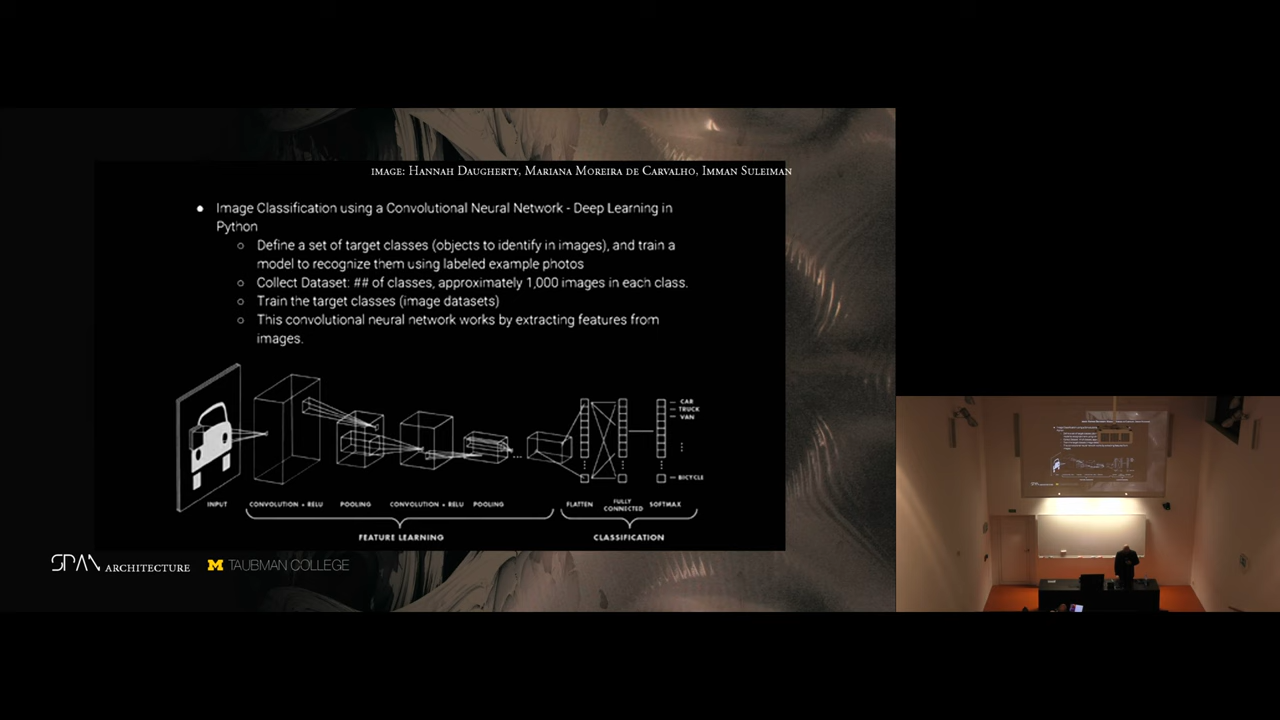 IMAGE: HANNAH DAUGHERTY, MARIANA MOREIRA DE CARVALHO, IMMAN SULEIMAN
● Image Classification using a Convolutional Neural Network - Deep Learning in
Python
○ Define a set of target classes (objects to identify in images), and train a
model to recognize them using labeled example photos
○ Collect Dataset: ## of classes, approximately 1,000 images in each class.
○ Train the target classes (image datasets)
○ This convolutional neural network works by extracting features from
images.
CAR
TRUCK
VAN
BICYCLE
INPUT
CONVOLUTION + RELU
POOLING
CONVOLUTION + RELU
POOLING
FLATTEN
FULLY
CONNECTED
SOFTMAX
FEATURE LEARNING
CLASSIFICATION
SPAN ARCHITECTURE
M TAUBMAN COLLEGE